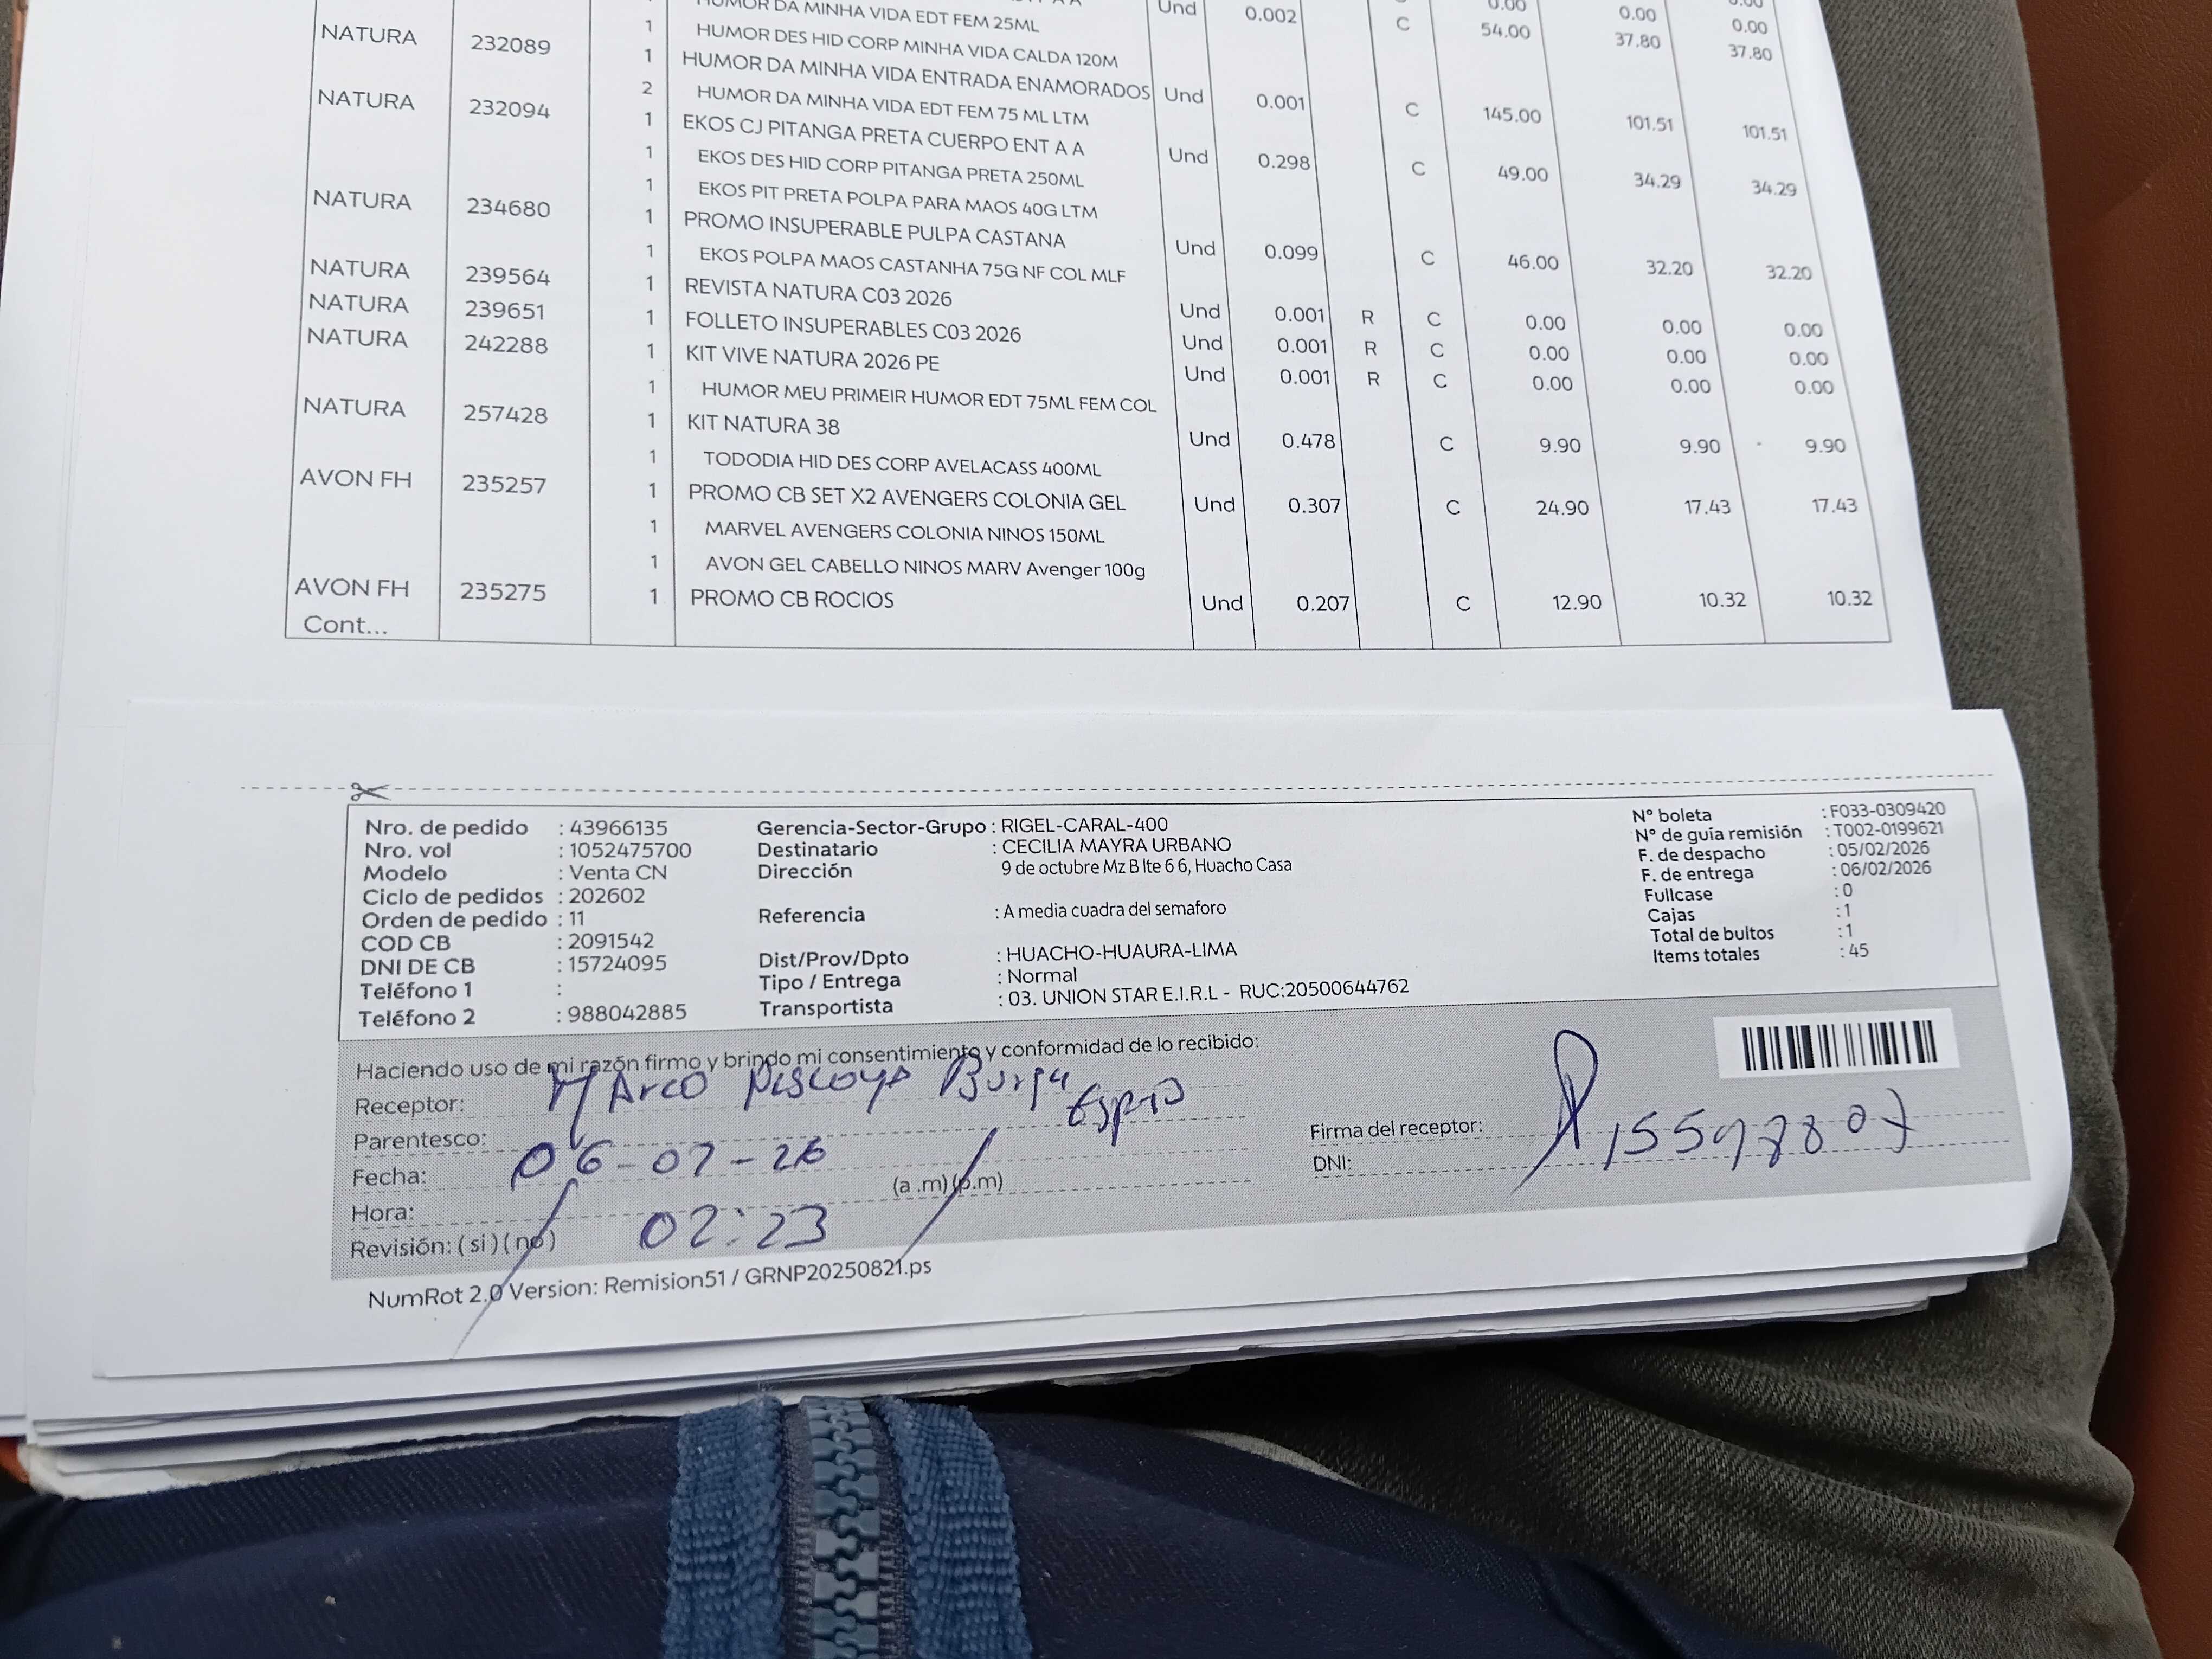 HUMOR DA MINHA VIDA EDT FEM 25ML Und 0.002 C 0.00 0.00 0.00
NATURA 232089 1 HUMOR DES HID CORP MINHA VIDA CALDA 120M 54.00 37.80 37.80
1 HUMOR DA MINHA VIDA ENTRADA ENAMORADOS Und 0.001 C 145.00 101.51 101.51
NATURA 232094 2 HUMOR DA MINHA VIDA EDT FEM 75 ML LTM
1 EKOS CJ PITANGA PRETA CUERPO ENT A A Und 0.298 C 49.00 34.29 34.29
1 EKOS DES HID CORP PITANGA PRETA 250ML
1 EKOS PIT PRETA POLPA PARA MAOS 40G LTM
NATURA 234680 1 PROMO INSUPERABLE PULPA CASTANA Und 0.099 C 46.00 32.20 32.20
1 EKOS POLPA MAOS CASTANHA 75G NF COL MLF
NATURA 239564 1 REVISTA NATURA C03 2026 Und 0.001 R C 0.00 0.00 0.00
NATURA 239651 1 FOLLETO INSUPERABLES C03 2026 Und 0.001 R C 0.00 0.00 0.00
NATURA 242288 1 KIT VIVE NATURA 2026 PE Und 0.001 R C 0.00 0.00 0.00
1 HUMOR MEU PRIMEIR HUMOR EDT 75ML FEM COL
NATURA 257428 1 KIT NATURA 38 Und 0.478 C 9.90 9.90 9.90
1 TODODIA HID DES CORP AVELACASS 400ML
AVON FH 235257 1 PROMO CB SET X2 AVENGERS COLONIA GEL Und 0.307 C 24.90 17.43 17.43
1 MARVEL AVENGERS COLONIA NINOS 150ML
1 AVON GEL CABELLO NINOS MARV Avenger 100g
AVON FH 235275 1 PROMO CB ROCIOS Und 0.207 C 12.90 10.32 10.32
Cont...
Nro. de pedido : 43966135
Nro. vol : 1052475700
Modelo : Venta CN
Ciclo de pedidos : 202602
Orden de pedido : 11
COD CB : 2091542
DNI DE CB : 15724095
Teléfono 1 :
Teléfono 2 : 988042885
Gerencia-Sector-Grupo : RIGEL-CARAL-400
Destinatario : CECILIA MAYRA URBANO
Dirección 9 de octubre Mz B lte 6 6, Huacho Casa
Referencia : A media cuadra del semaforo
Dist/Prov/Dpto : HUACHO-HUAURA-LIMA
Tipo / Entrega : Normal
Transportista : 03. UNION STAR E.I.R.L - RUC:20500644762
N° boleta : F033-0309420
N° de guía remisión : T002-0199621
F. de despacho : 05/02/2026
F. de entrega : 06/02/2026
Fullcase : 0
Cajas : 1
Total de bultos : 1
Items totales : 45
Haciendo uso de mi razón firmo y brindo mi consentimiento y conformidad de lo recibido:
Receptor: Marco Piscoya Burga
Parentesco: Espso
Fecha: 06-02-26
Hora: 02:23 (a .m) (p.m)
Revisión: ( si ) ( no )
Firma del receptor:
DNI: 15597807
NumRot 2.0 Version: Remision51 / GRNP20250821.ps